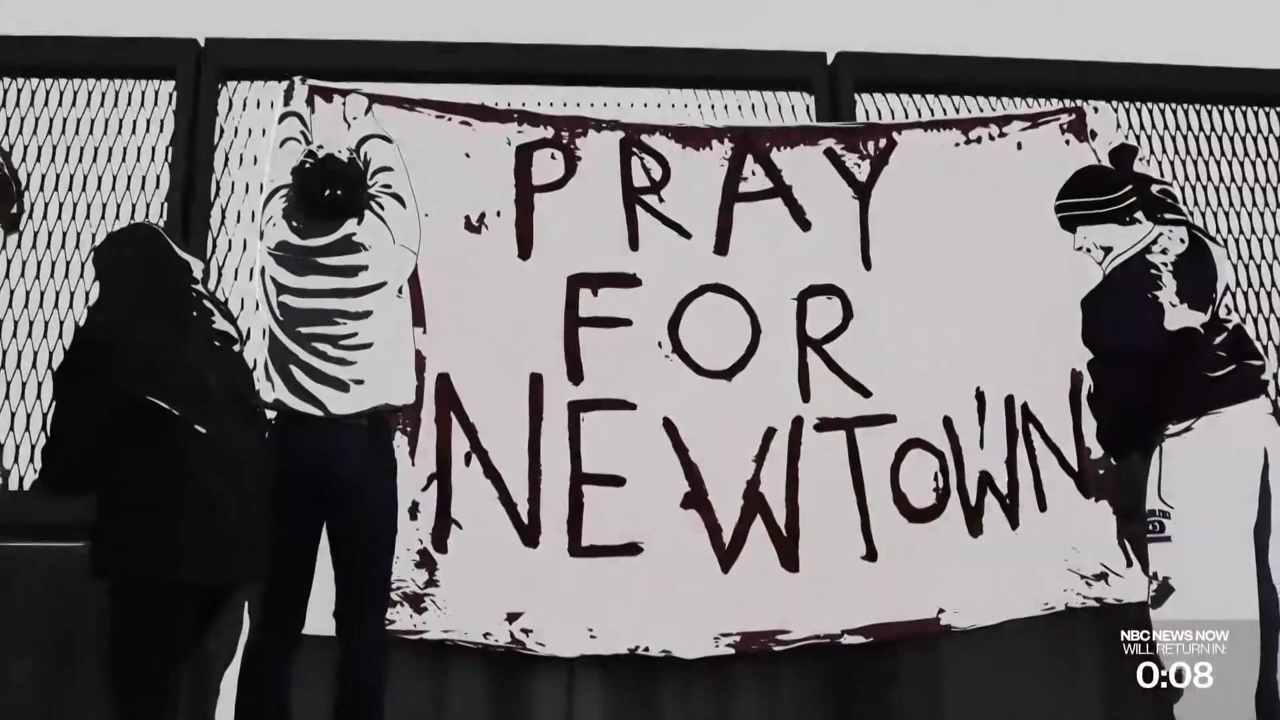 PRAY
FOR
NEWTOWN
NBC NEWS NOW
WILL RETURN IN:
0:08